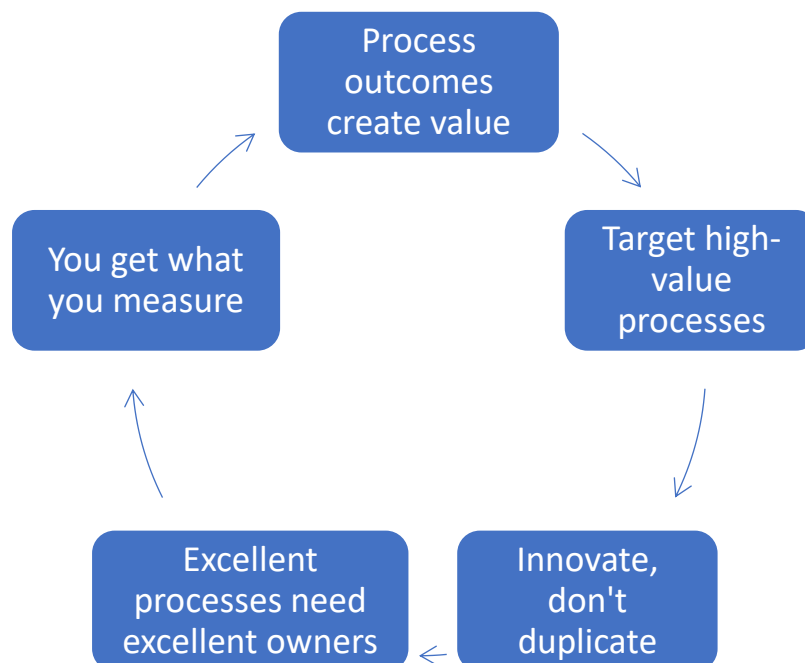 Process
outcomes
create value
Target high-
value
processes
Innovate,
don't
duplicate
Excellent
processes need
excellent owners
You get what
you measure